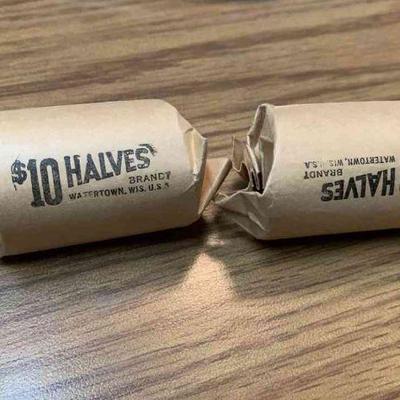 $10 HALVES
BRANDT
WATERTOWN, WIS. U.S.A
HALVES
BRANDT
WATERTOWN, WIS. U.S.A